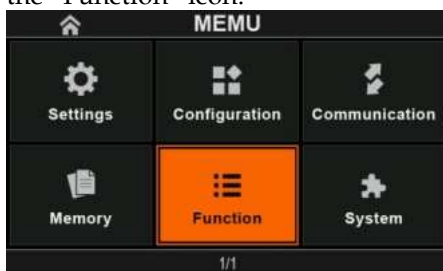 the "Function" icon.
MEMU
Settings
Configuration
Communication
Memory
Function
System
1/1